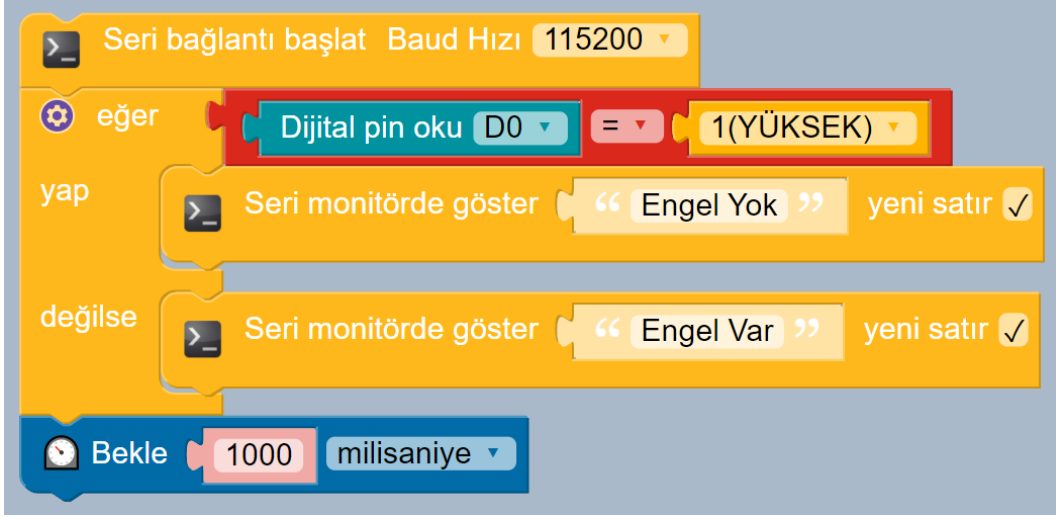 Seri bağlantı başlat Baud Hızı 115200
eğer Dijital pin oku D0 = 1(YÜKSEK)
yap Seri monitörde göster “ Engel Yok ” yeni satır ✓
değilse Seri monitörde göster “ Engel Var ” yeni satır ✓
Bekle 1000 milisaniye